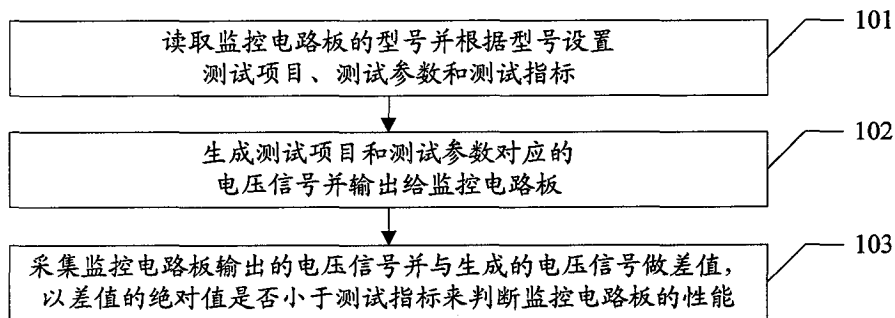 读取监控电路板的型号并根据型号设置
测试项目、测试参数和测试指标
101
生成测试项目和测试参数对应的
电压信号并输出给监控电路板
102
采集监控电路板输出的电压信号并与生成的电压信号做差值，
以差值的绝对值是否小于测试指标来判断监控电路板的性能
103